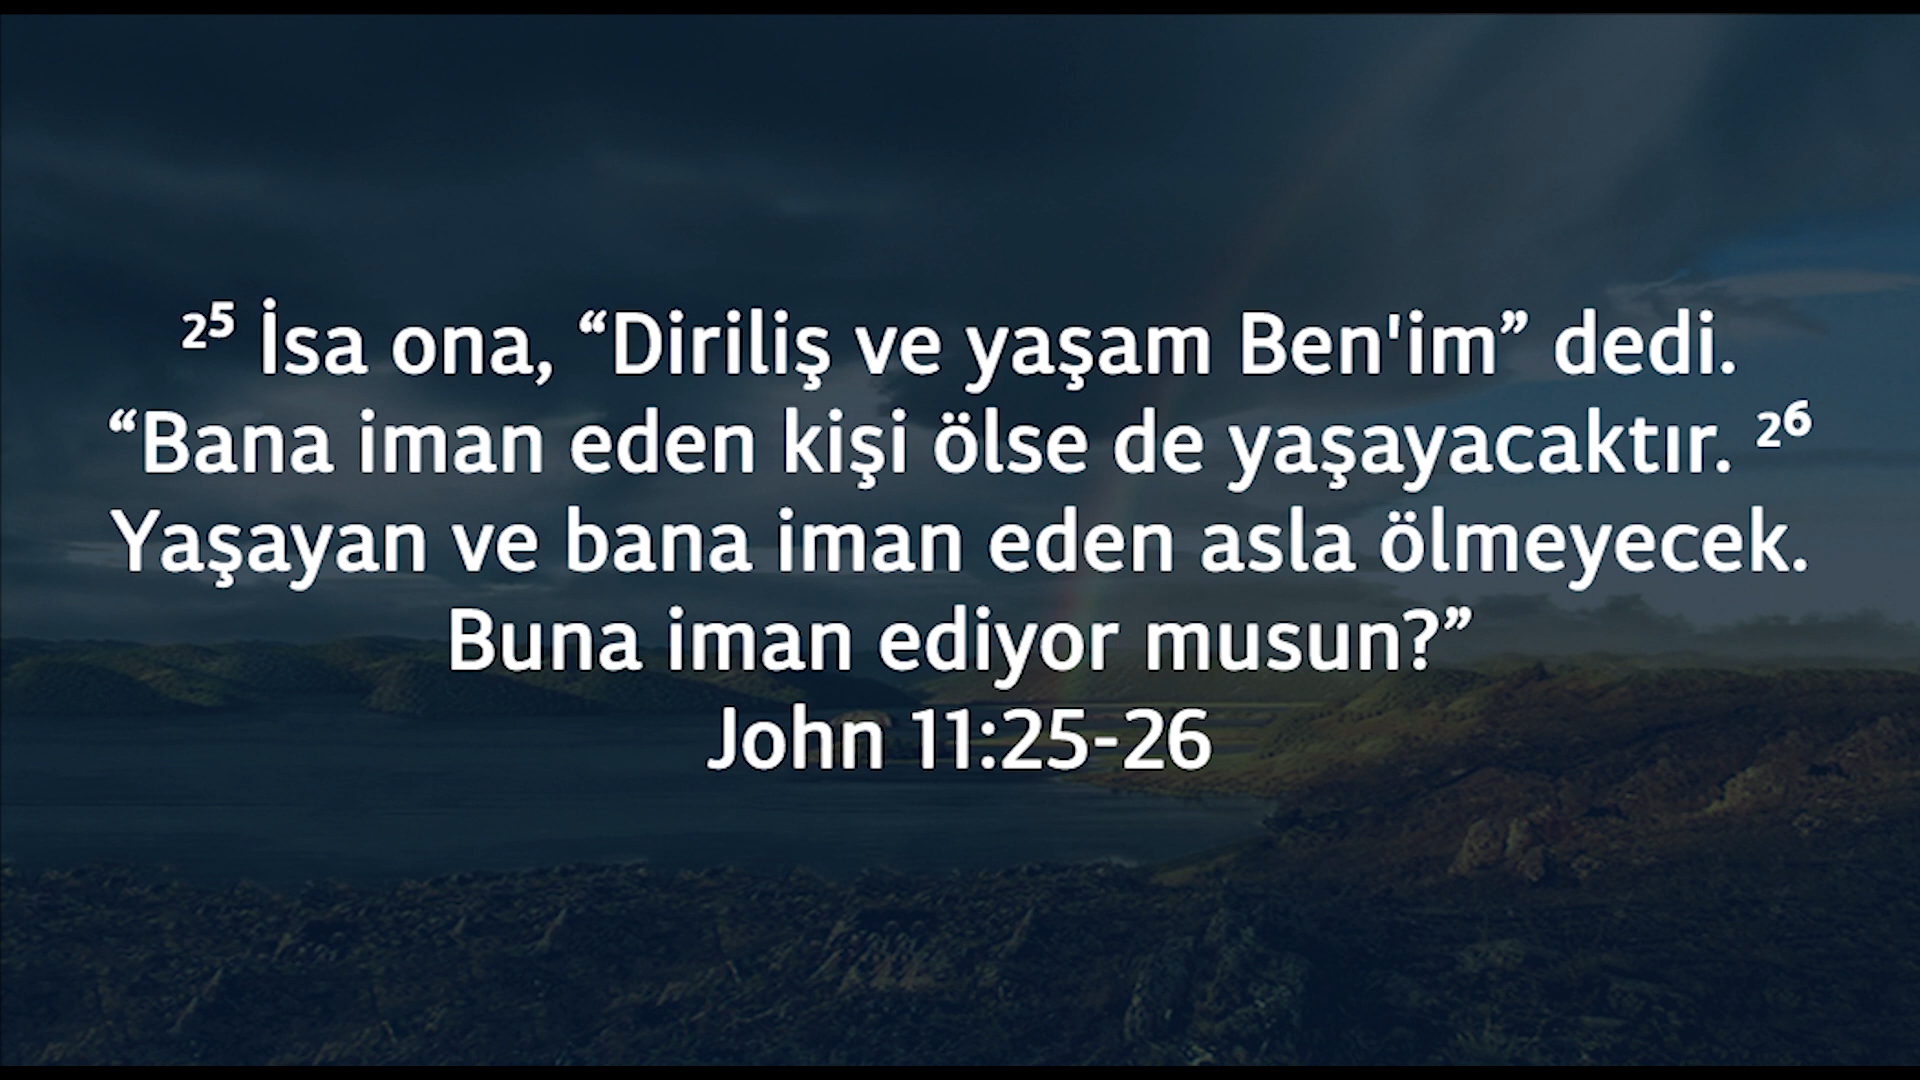 ²⁵ İsa ona, “Diriliş ve yaşam Ben'im” dedi.
“Bana iman eden kişi ölse de yaşayacaktır. ²⁶
Yaşayan ve bana iman eden asla ölmeyecek.
Buna iman ediyor musun?”
John 11:25-26